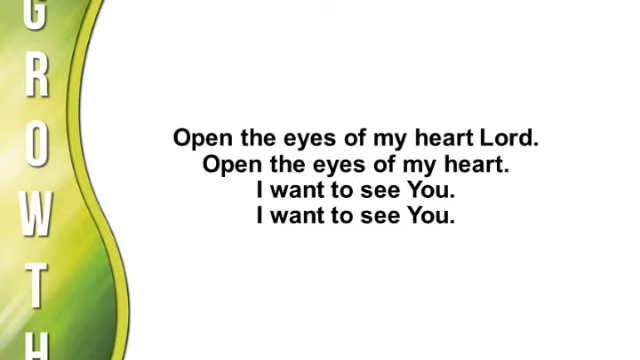 GROWTH
Open the eyes of my heart Lord.
Open the eyes of my heart.
I want to see You.
I want to see You.